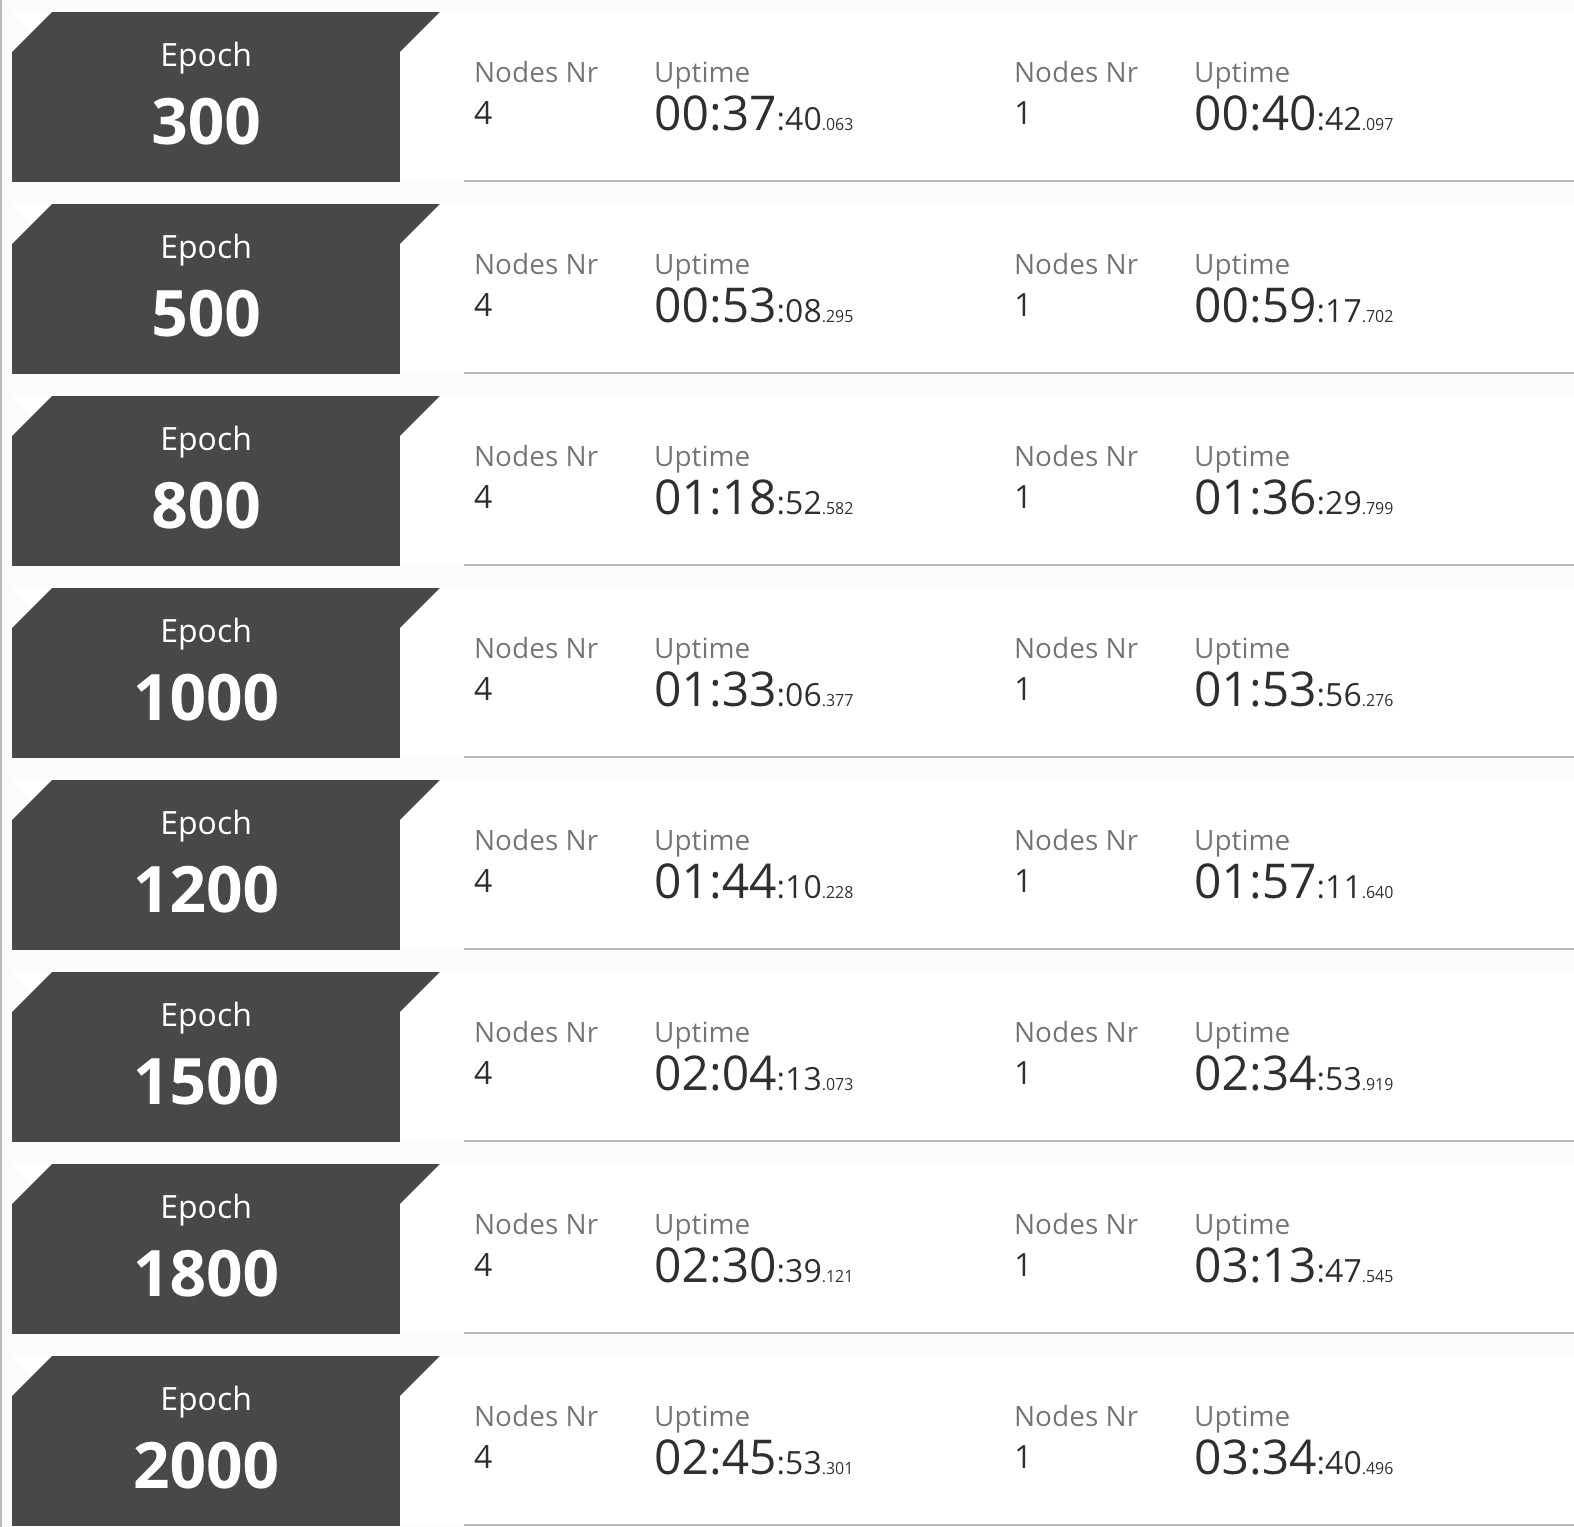 Epoch
300
Nodes Nr Uptime Nodes Nr Uptime
4 00:37:40.063 1 00:40:42.097
Epoch
500
Nodes Nr Uptime Nodes Nr Uptime
4 00:53:08.295 1 00:59:17.702
Epoch
800
Nodes Nr Uptime Nodes Nr Uptime
4 01:18:52.582 1 01:36:29.799
Epoch
1000
Nodes Nr Uptime Nodes Nr Uptime
4 01:33:06.377 1 01:53:56.276
Epoch
1200
Nodes Nr Uptime Nodes Nr Uptime
4 01:44:10.228 1 01:57:11.640
Epoch
1500
Nodes Nr Uptime Nodes Nr Uptime
4 02:04:13.073 1 02:34:53.919
Epoch
1800
Nodes Nr Uptime Nodes Nr Uptime
4 02:30:39.121 1 03:13:47.545
Epoch
2000
Nodes Nr Uptime Nodes Nr Uptime
4 02:45:53.301 1 03:34:40.496